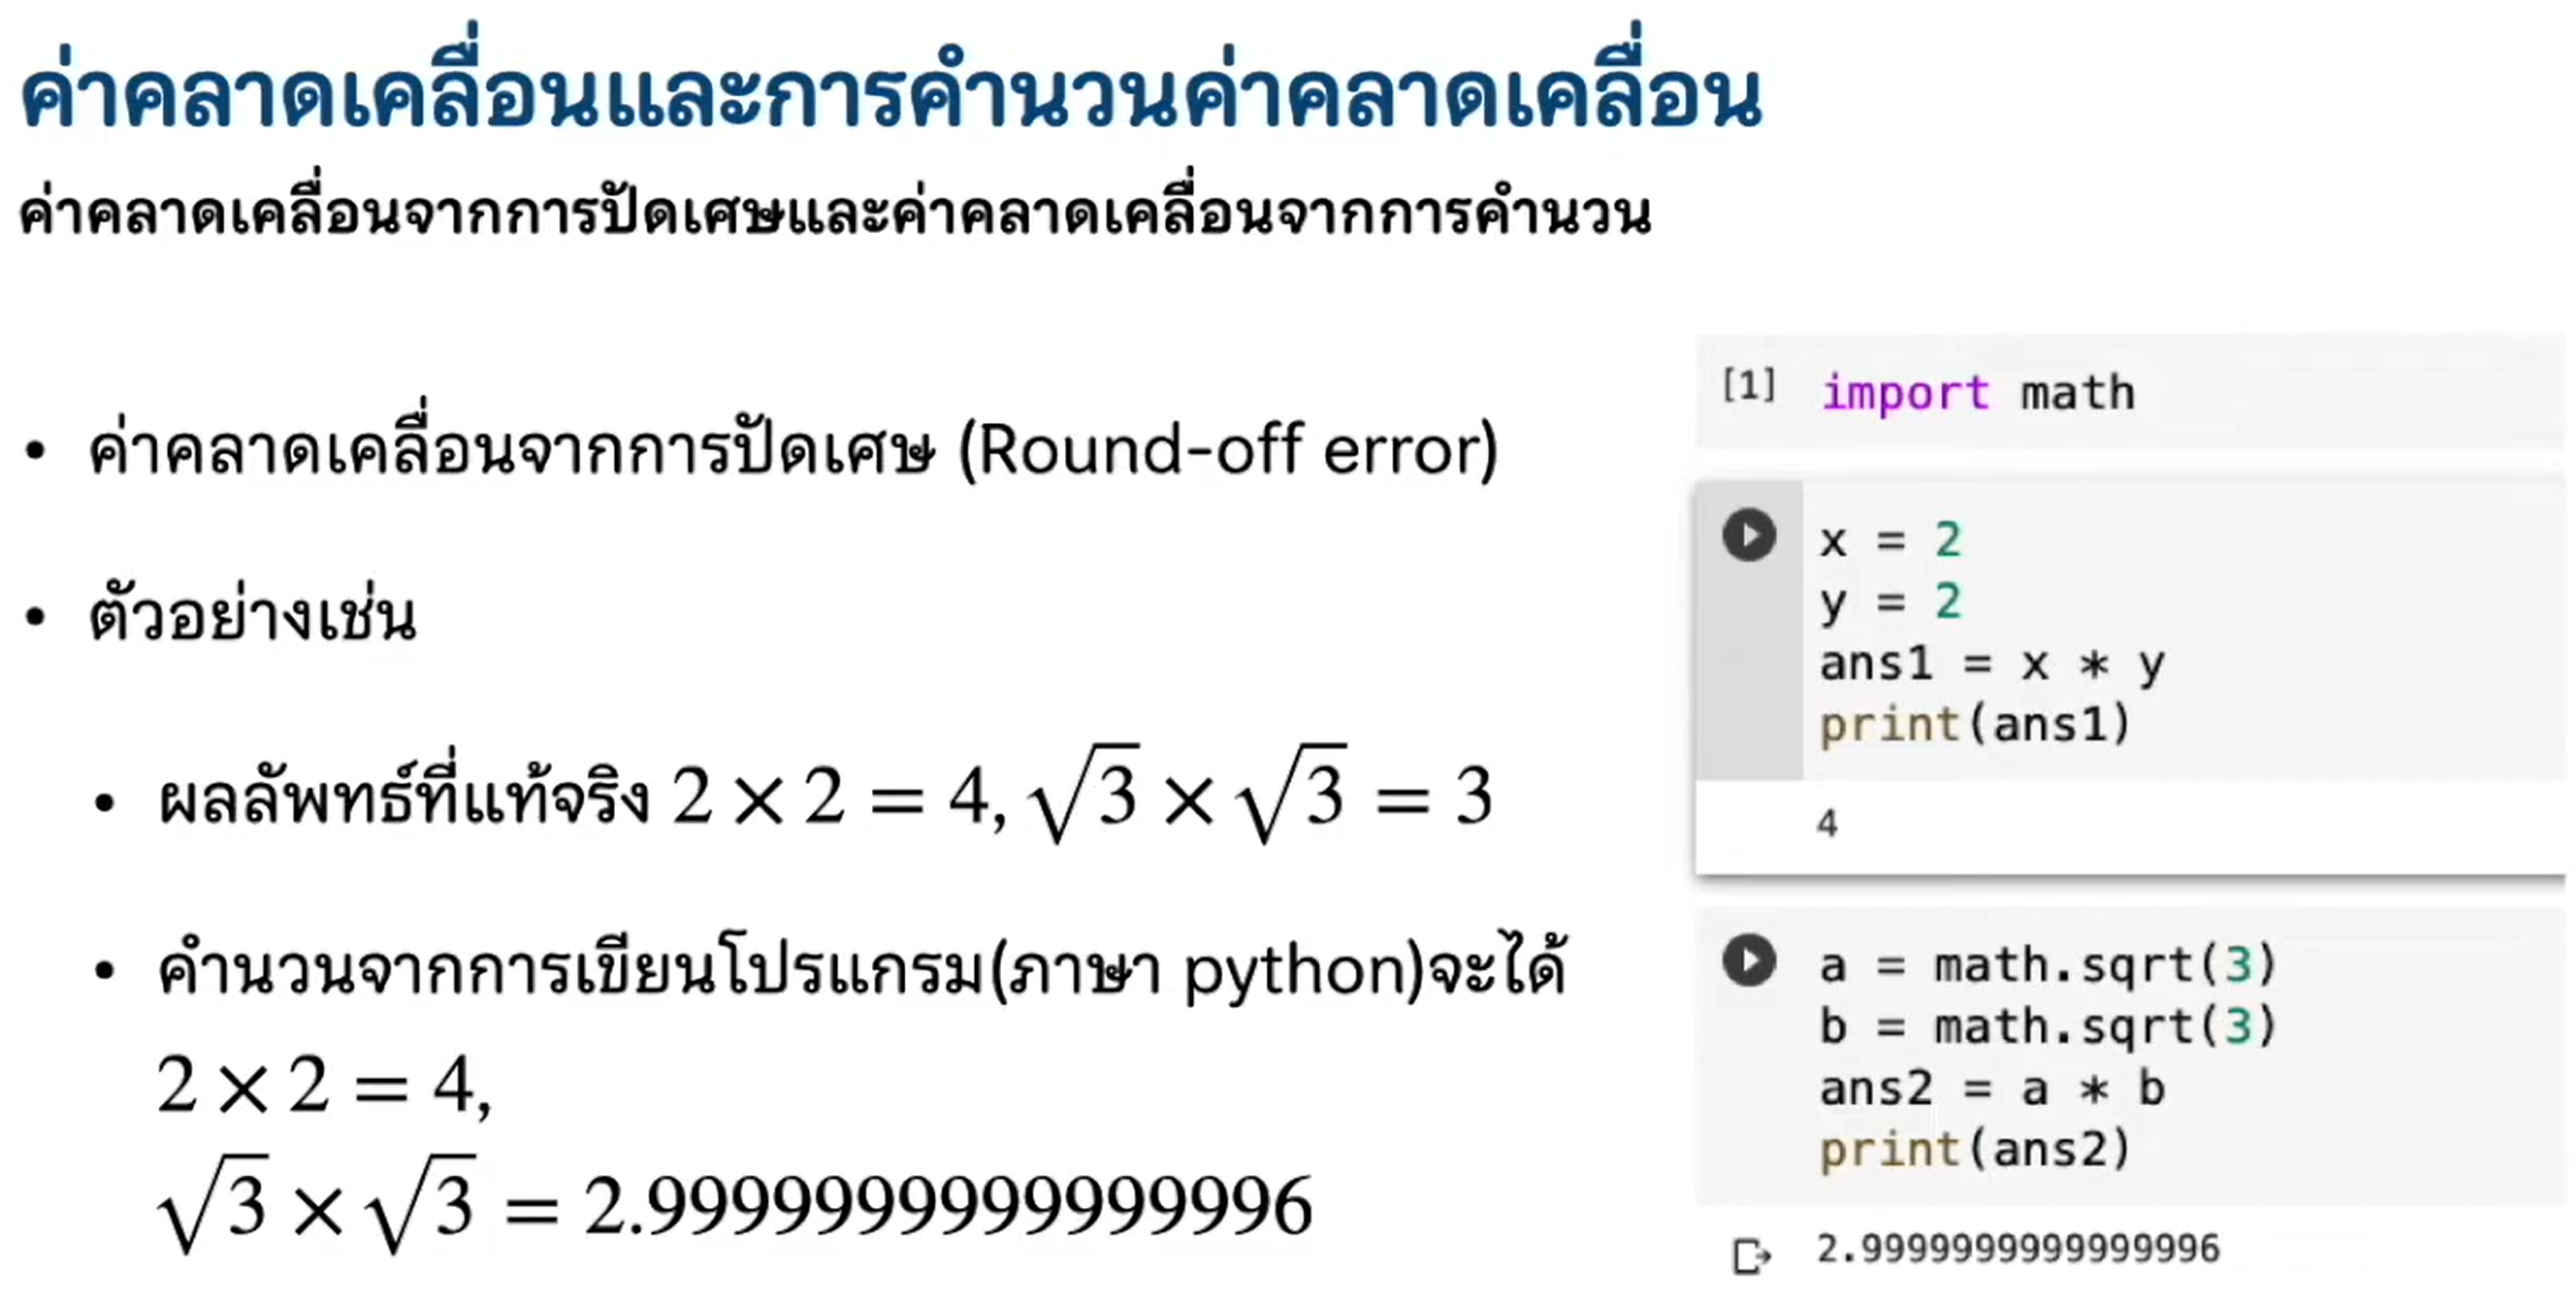 ค่าคลาดเคลื่อนและการคำนวนค่าคลาดเคลื่อน
ค่าคลาดเคลื่อนจากการปัดเศษและค่าคลาดเคลื่อนจากการคำนวน
• ค่าคลาดเคลื่อนจากการปัดเศษ (Round-off error)
• ตัวอย่างเช่น
• ผลลัพทธ์ที่แท้จริง 2 × 2 = 4, √3 × √3 = 3
• คำนวนจากการเขียนโปรแกรม(ภาษา python)จะได้
2 × 2 = 4,
√3 × √3 = 2.9999999999999996
[1] import math
x = 2
y = 2
ans1 = x * y
print(ans1)
4
a = math.sqrt(3)
b = math.sqrt(3)
ans2 = a * b
print(ans2)
2.9999999999999996